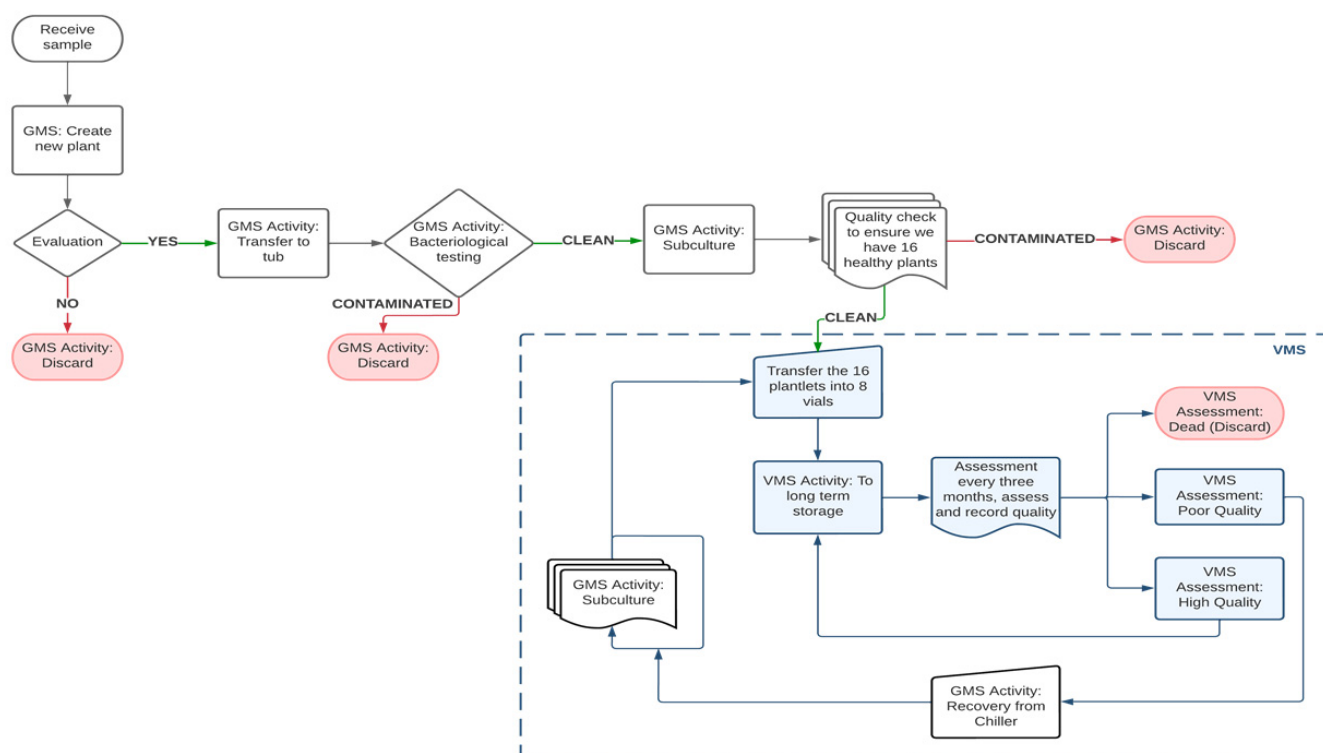 Receive
sample
GMS: Create
new plant
Evaluation
YES
NO
GMS Activity:
Discard
GMS Activity:
Transfer to
tub
GMS Activity:
Bacteriological
testing
CONTAMINATED
GMS Activity:
Discard
CLEAN
GMS Activity:
Subculture
Quality check
to ensure we
have 16
healthy plants
CONTAMINATED
GMS Activity:
Discard
CLEAN
VMS
Transfer the 16
plantlets into 8
vials
VMS Activity: To
long term
storage
Assessment
every three
months, assess
and record quality
VMS
Assessment:
Dead (Discard)
VMS
Assessment:
Poor Quality
VMS
Assessment:
High Quality
GMS Activity:
Subculture
GMS Activity:
Recovery from
Chiller